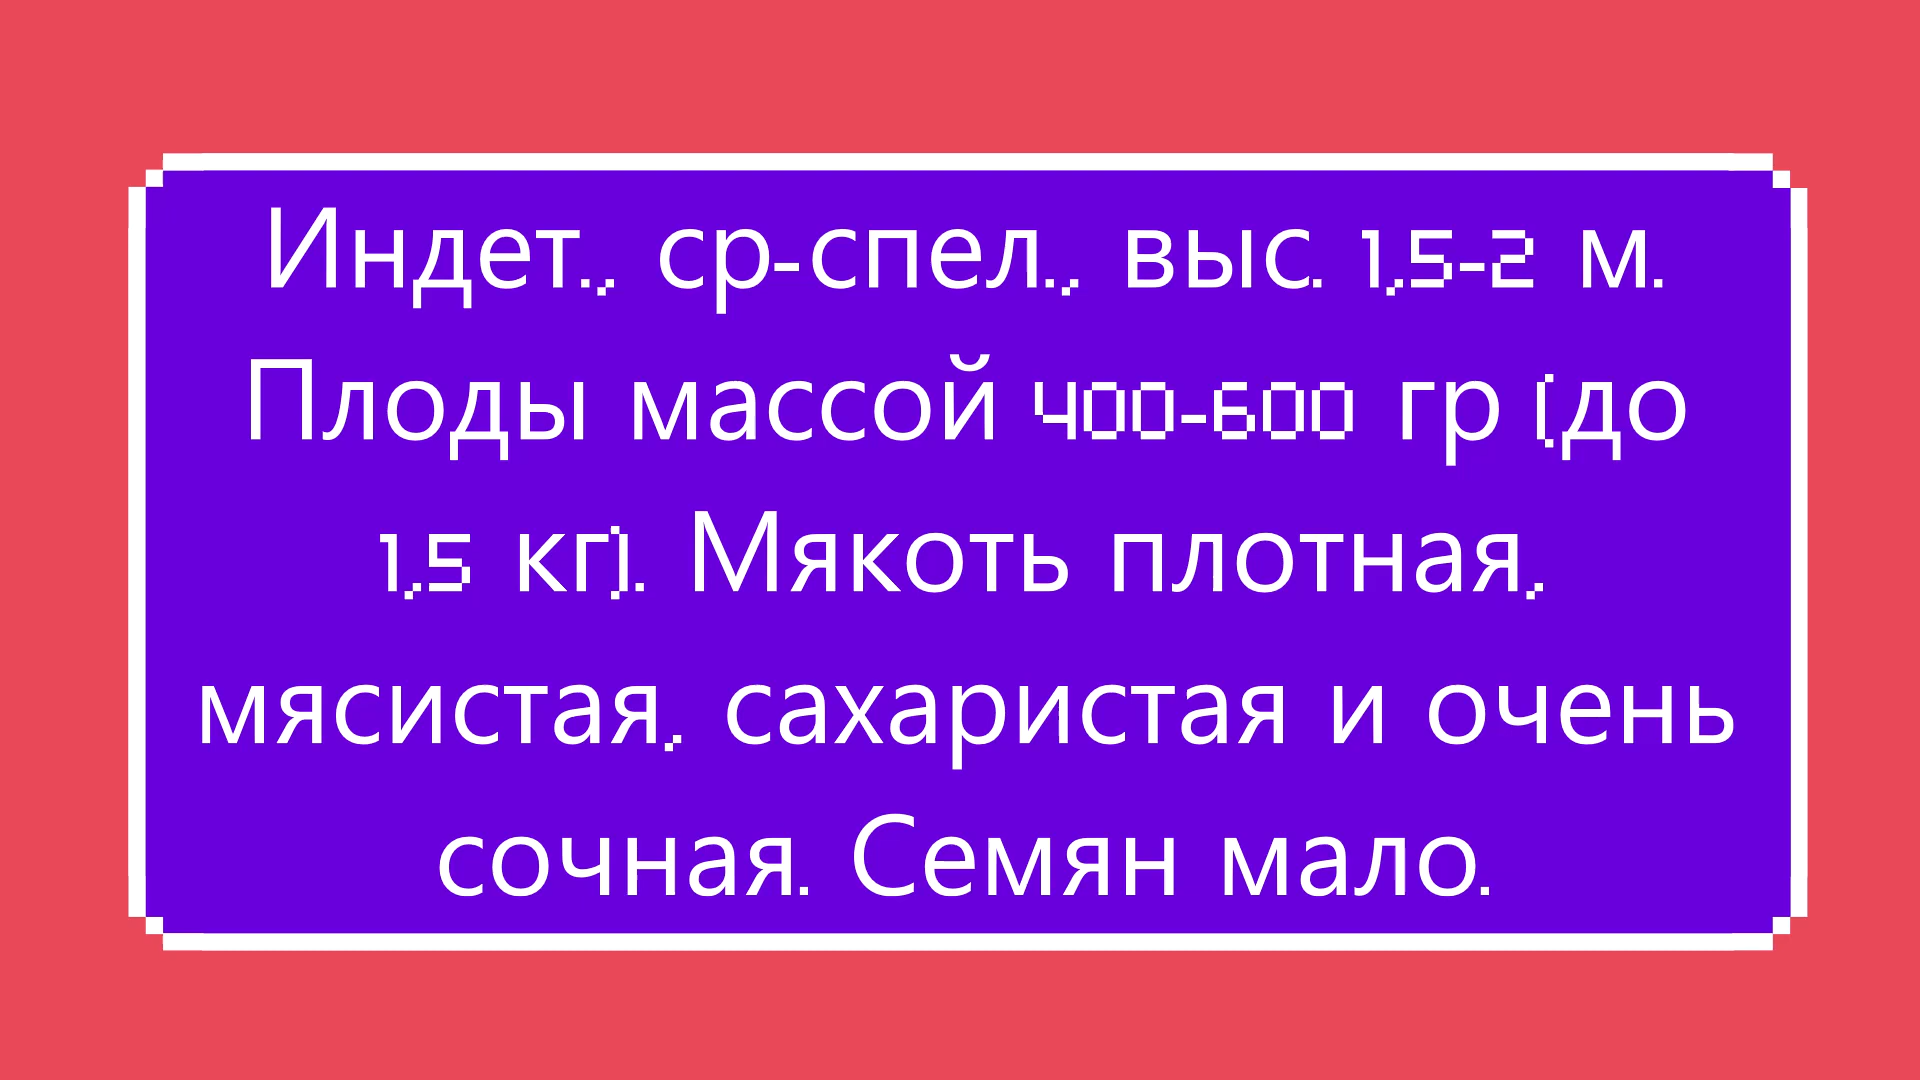 Индет., ср-спел., выс. 1,5-2 м.
Плоды массой 400-600 гр (до
1,5 кг). Мякоть плотная,
мясистая, сахаристая и очень
сочная. Семян мало.